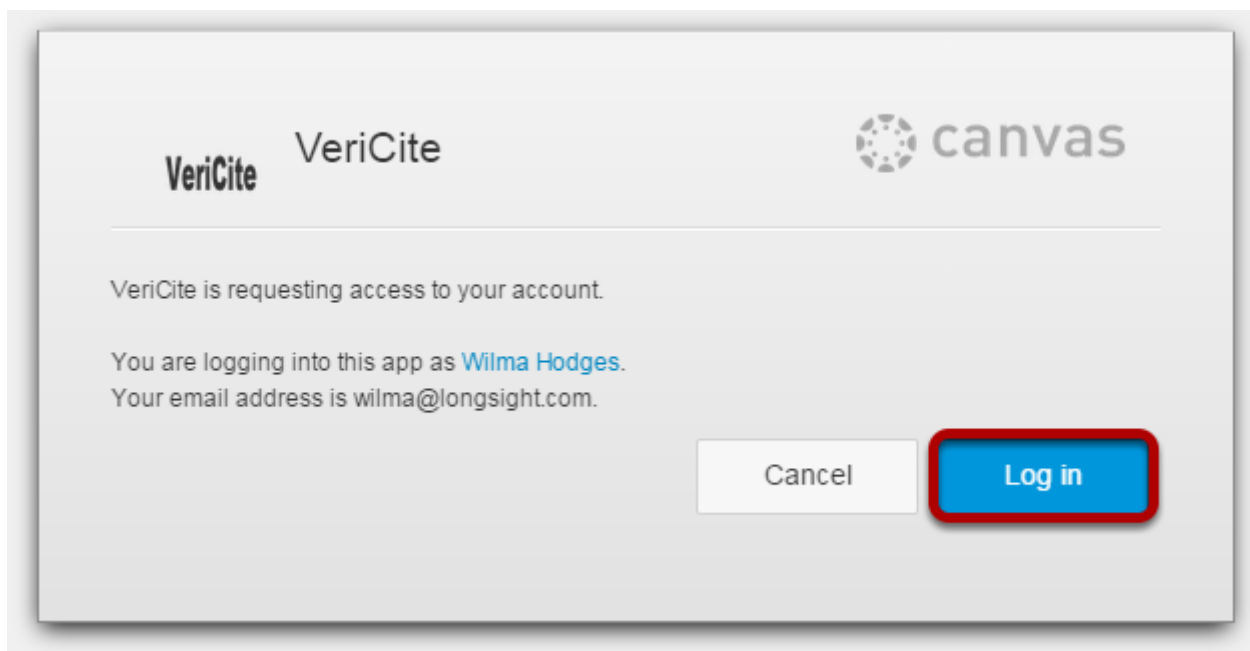 VeriCite
VeriCite
canvas
VeriCite is requesting access to your account.
You are logging into this app as Wilma Hodges.
Your email address is wilma@longsight.com.
Cancel
Log in